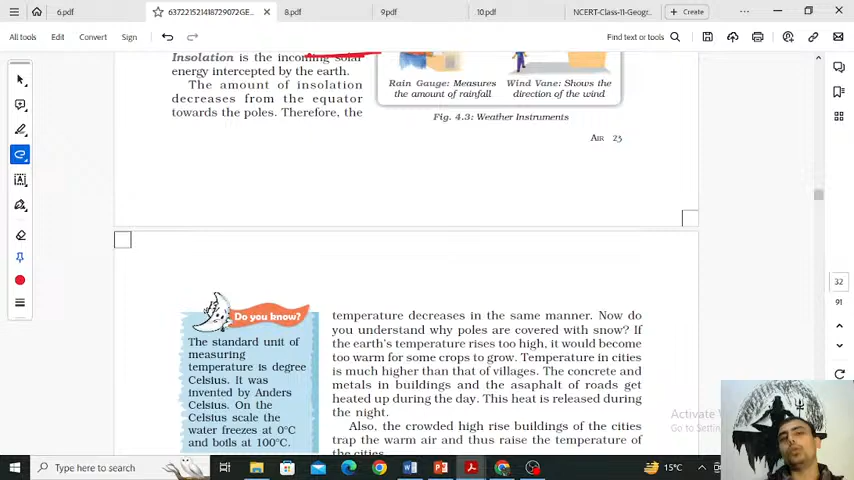 6.pdf
637221521418729072GE...
8.pdf
9.pdf
10.pdf
NCERT-Class-11-Geogr...
Create
All tools
Edit
Convert
Sign
Find text or tools
Insolation is the incoming solar
energy intercepted by the earth.
The amount of insolation
decreases from the equator
towards the poles. Therefore, the
Rain Gauge: Measures
the amount of rainfall
Wind Vane: Shows the
direction of the wind
Fig. 4.3: Weather Instruments
AIR 23
Do you know?
The standard unit of
measuring
temperature is degree
Celsius. It was
invented by Anders
Celsius. On the
Celsius scale the
water freezes at 0°C
and boils at 100°C.
temperature decreases in the same manner. Now do
you understand why poles are covered with snow? If
the earth's temperature rises too high, it would become
too warm for some crops to grow. Temperature in cities
is much higher than that of villages. The concrete and
metals in buildings and the asaphalt of roads get
heated up during the day. This heat is released during
the night.
Also, the crowded high rise buildings of the cities
trap the warm air and thus raise the temperature of
the cities.
32
91
Activate
Go to Setting
Type here to search
15°C